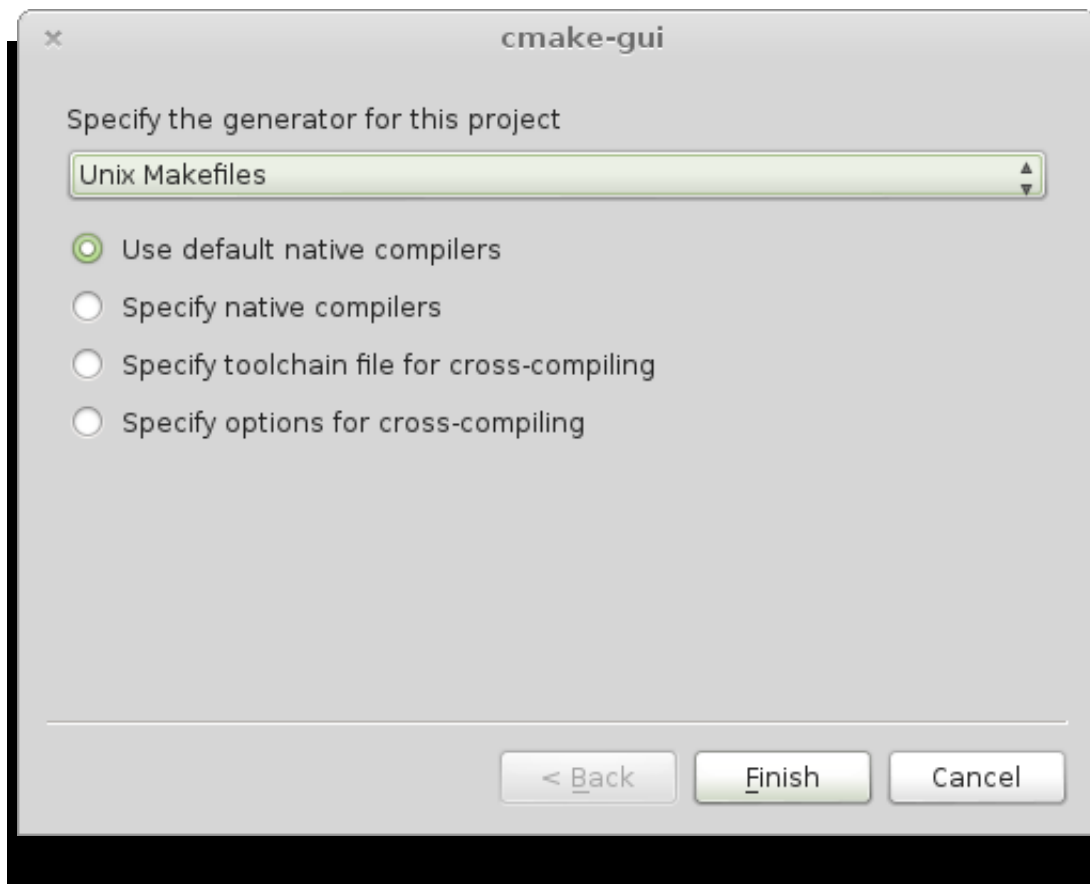 cmake-gui
Specify the generator for this project
Unix Makefiles
Use default native compilers
Specify native compilers
Specify toolchain file for cross-compiling
Specify options for cross-compiling
< Back Finish Cancel